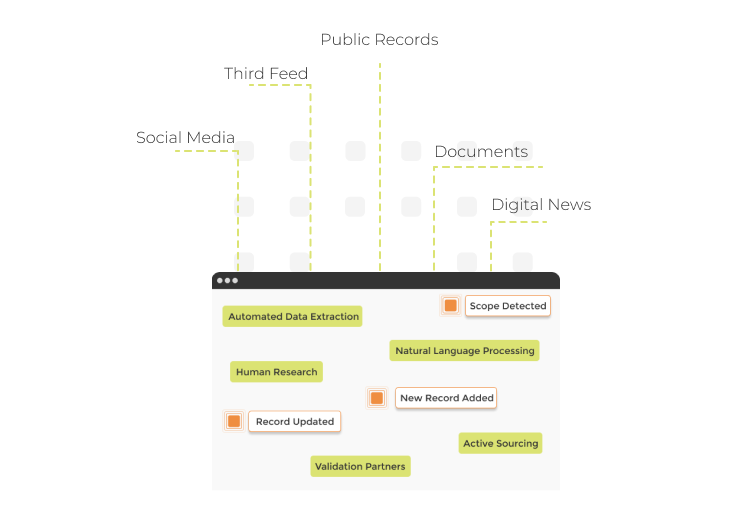 Public Records
Third Feed
Social Media
Documents
Digital News
Scope Detected
Automated Data Extraction
Natural Language Processing
Human Research
New Record Added
Record Updated
Active Sourcing
Validation Partners